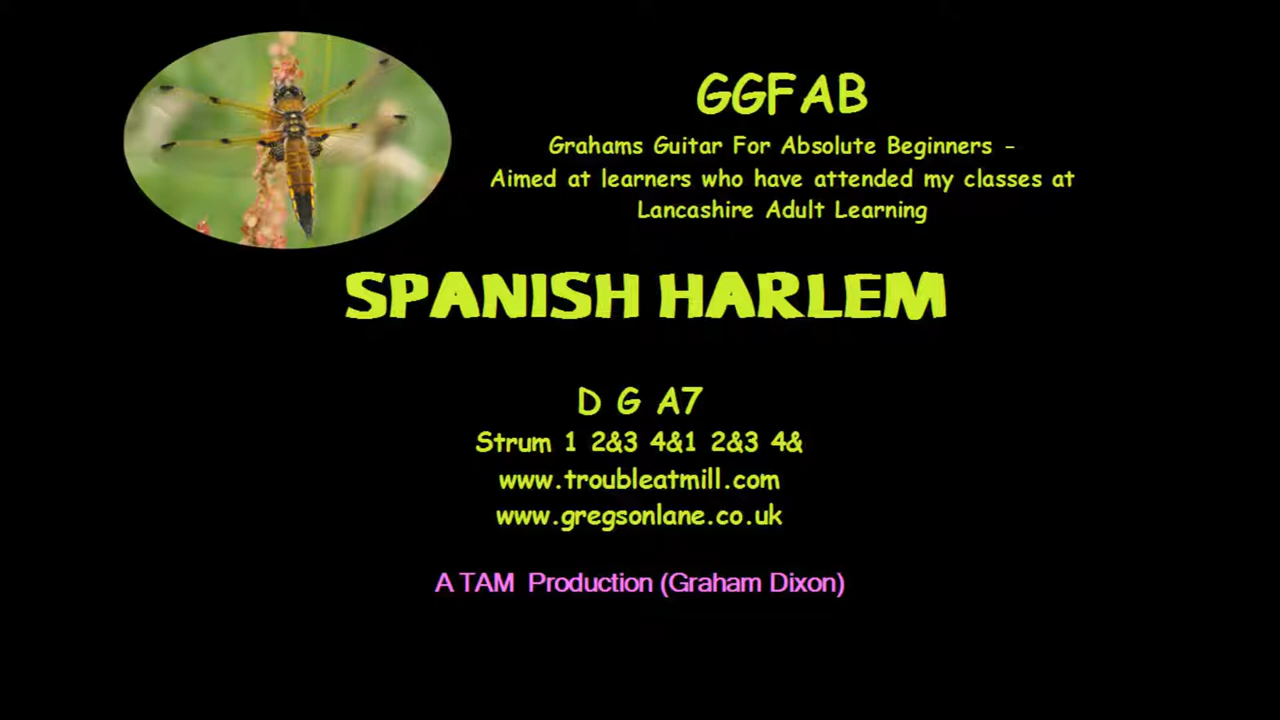 GGFAB
Grahams Guitar For Absolute Beginners -
Aimed at learners who have attended my classes at
Lancashire Adult Learning
SPANISH HARLEM
D G A7
Strum 1 2&3 4&1 2&3 4&
www.troubleatmill.com
www.gregsonlane.co.uk
A TAM Production (Graham Dixon)